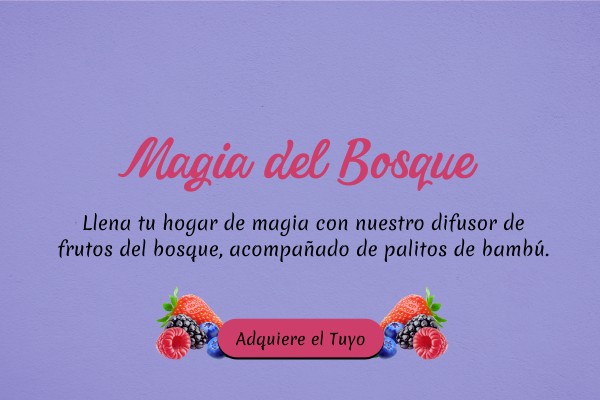 Magia del Bosque
Llena tu hogar de magia con nuestro difusor de
frutos del bosque, acompañado de palitos de bambú.
Adquiere el Tuyo